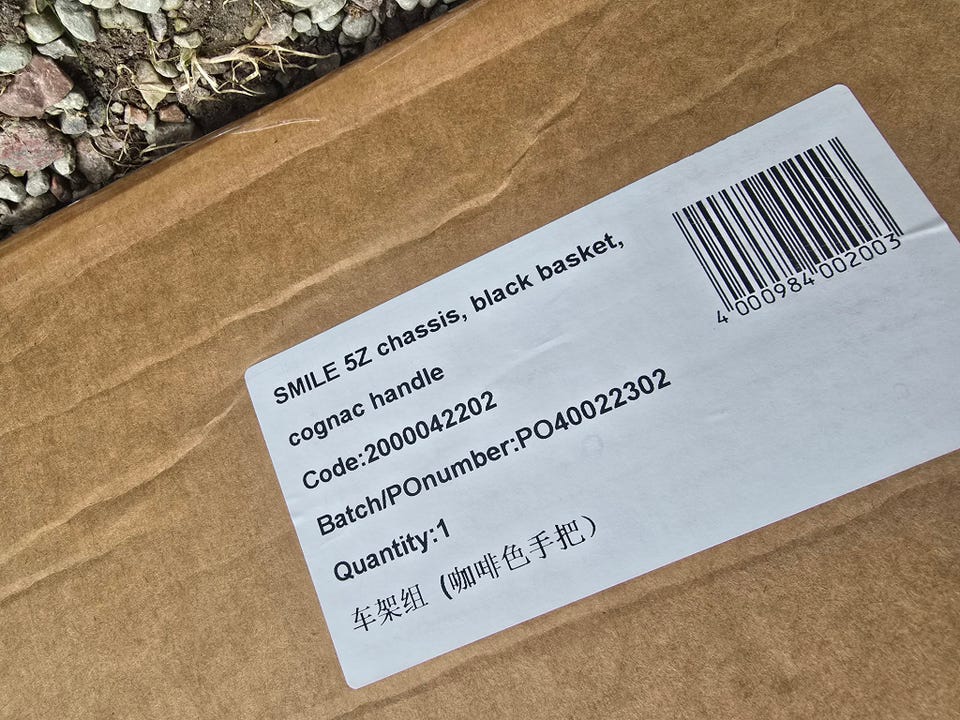 SMILE 5Z chassis, black basket,
cognac handle
Code:2000042202
Batch/POnumber:PO40022302
Quantity:1
车架组 (咖啡色手把）
4 000984 002003